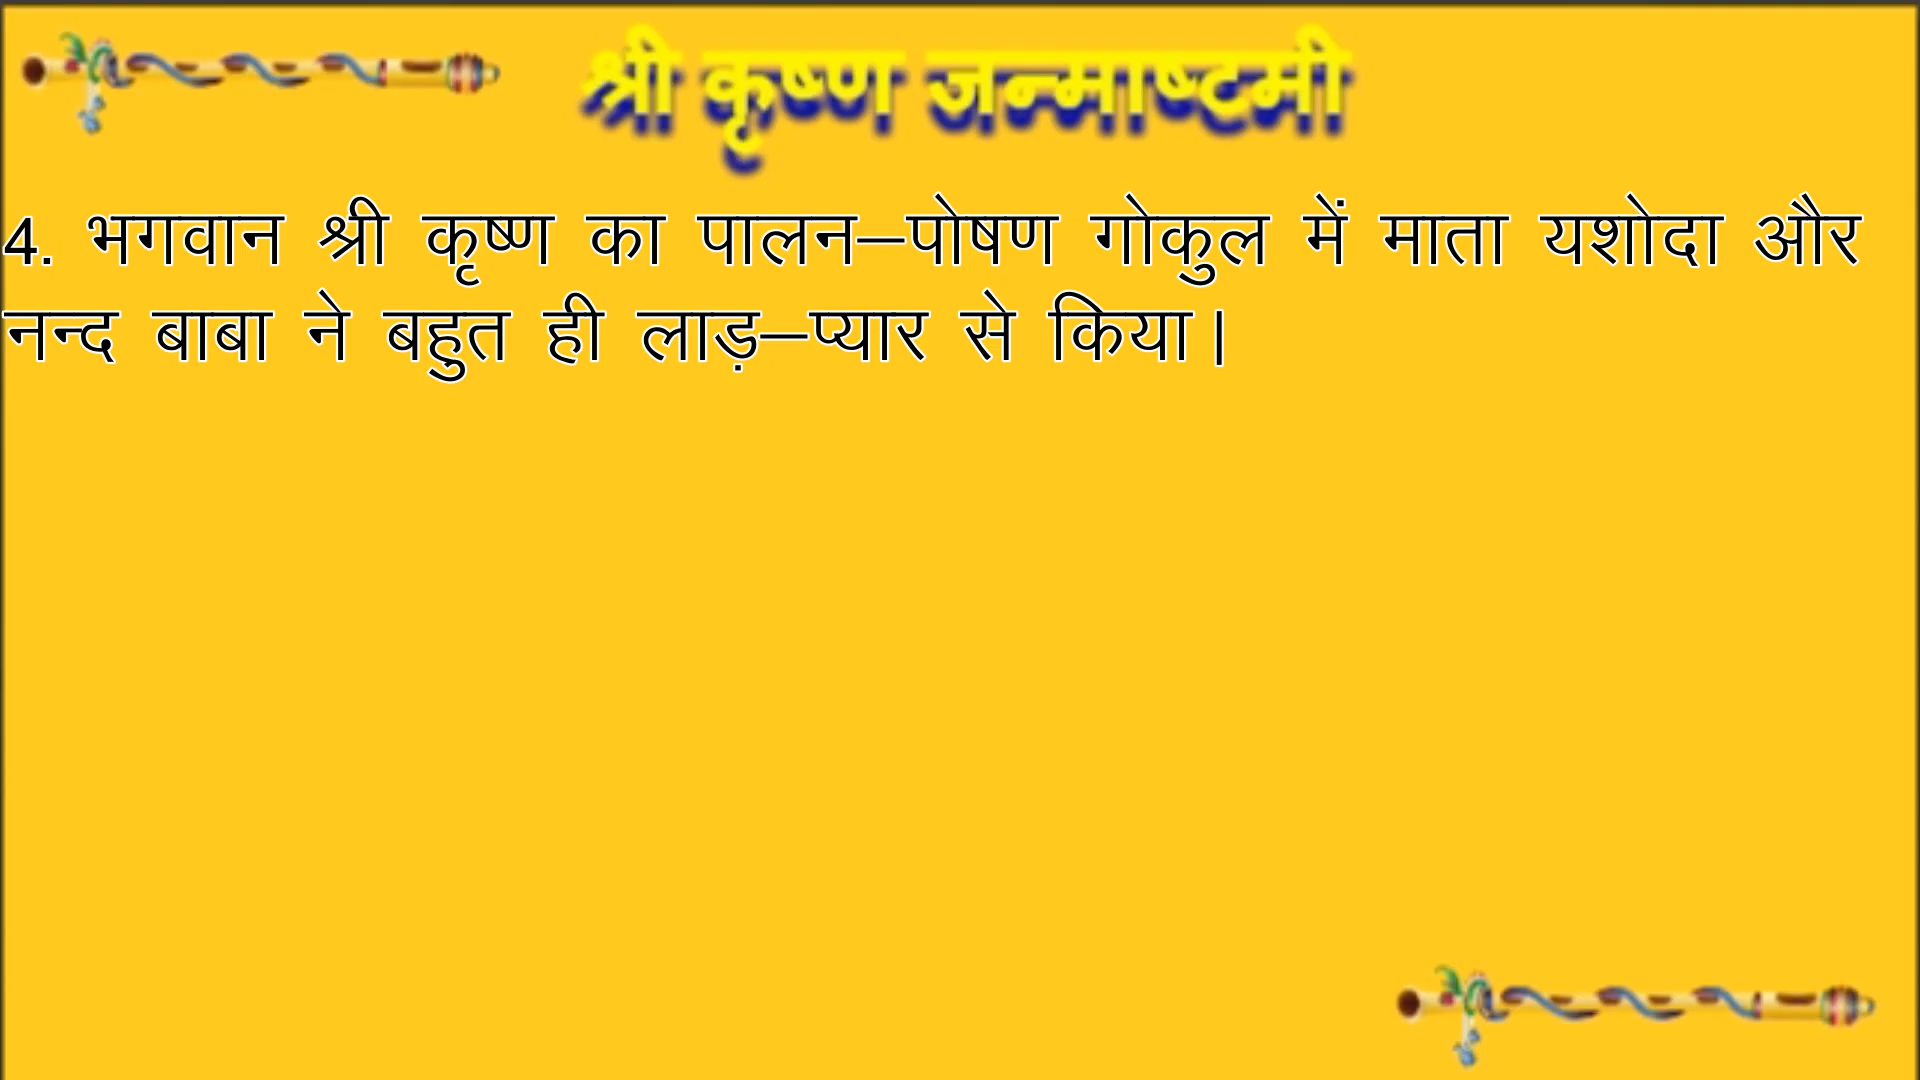 श्री कृष्ण जन्माष्टमी
4. भगवान श्री कृष्ण का पालन–पोषण गोकुल में माता यशोदा और
नन्द बाबा ने बहुत ही लाड़–प्यार से किया।